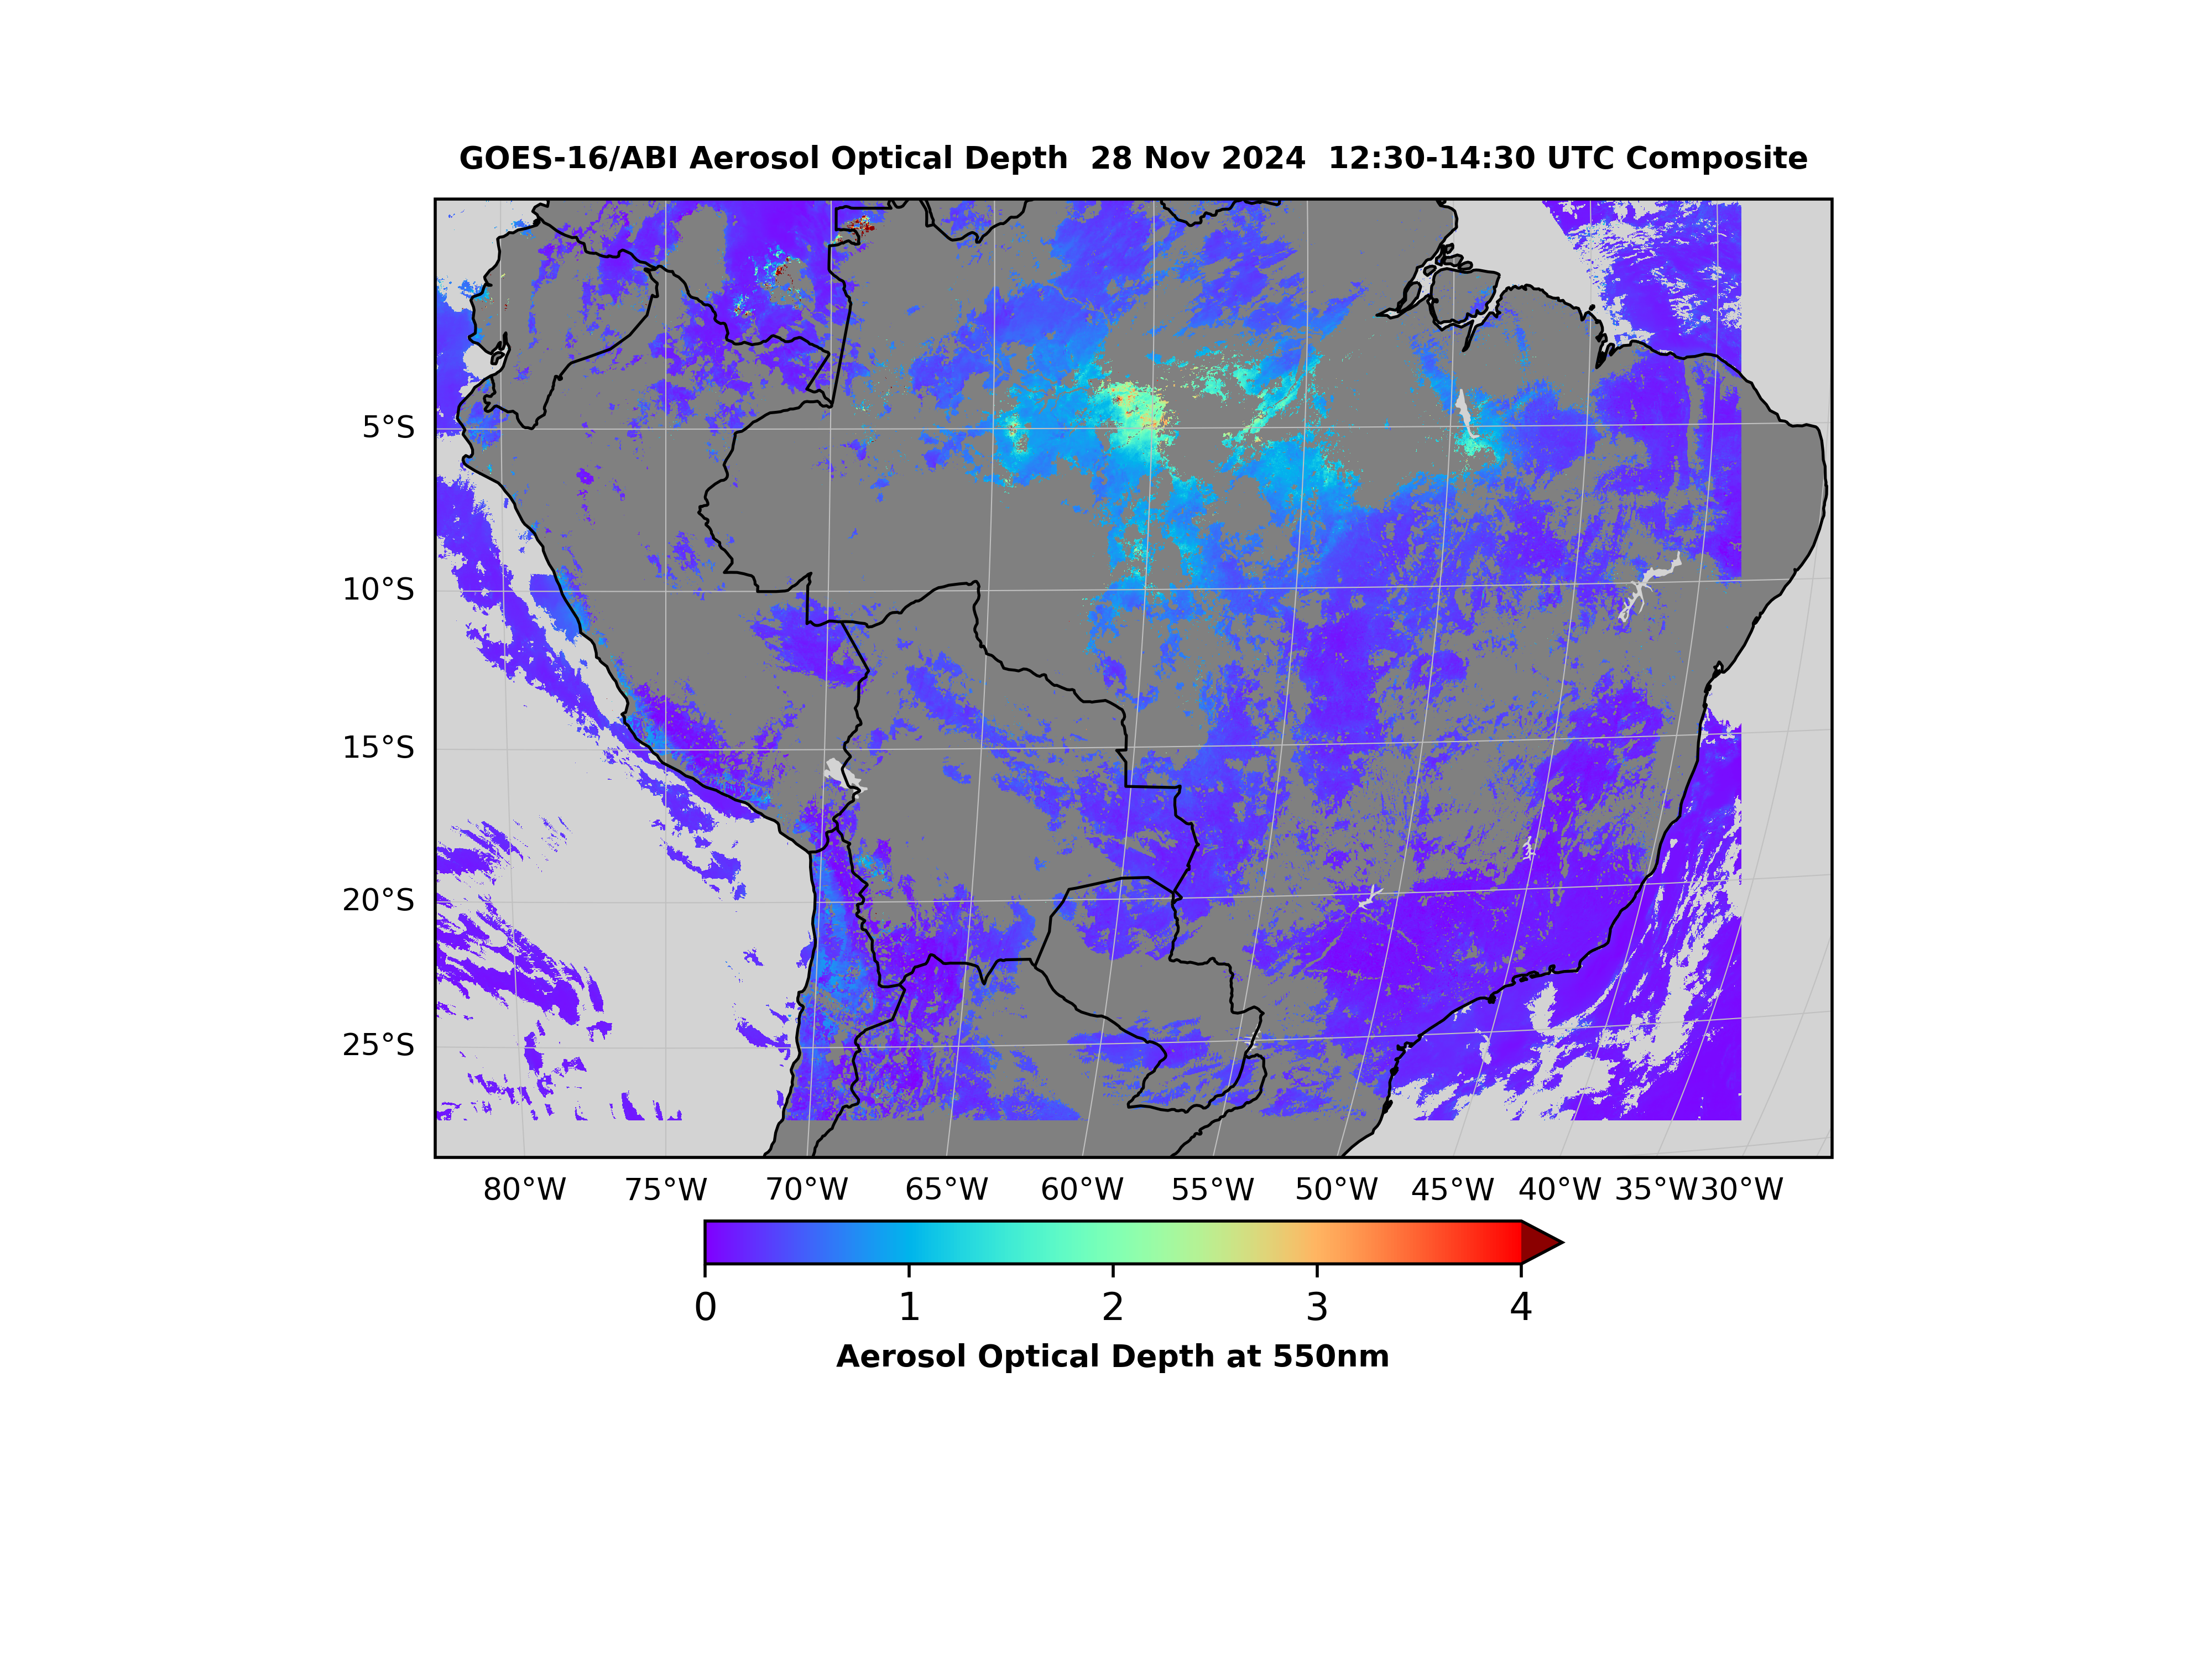 GOES-16/ABI Aerosol Optical Depth  28 Nov 2024  12:30-14:30 UTC Composite
5°S
10°S
15°S
20°S
25°S
80°W 75°W 70°W 65°W 60°W 55°W 50°W 45°W 40°W 35°W 30°W
0 1 2 3 4
Aerosol Optical Depth at 550nm